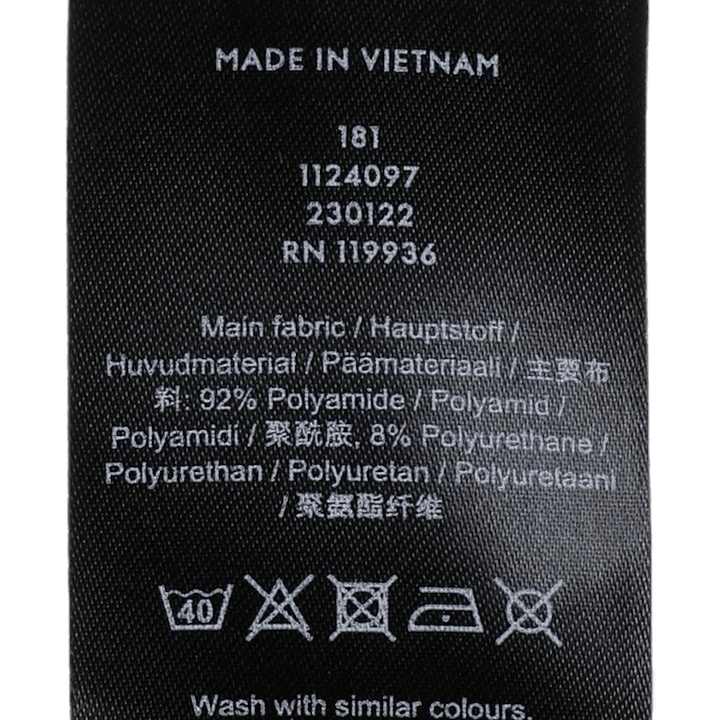 MADE IN VIETNAM
181
1124097
230122
RN 119936
Main fabric / Hauptstoff /
Huvudmaterial / Päämateriaali / 主要布
料: 92% Polyamide / Polyamid /
Polyamidi / 聚酰胺, 8% Polyurethane /
Polyurethan / Polyuretan / Polyuretaani
/ 聚氨酯纤维
40
Wash with similar colours,